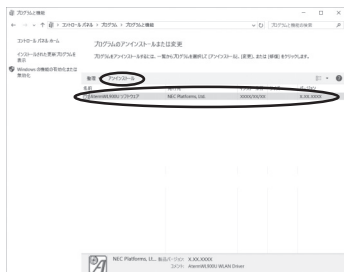 プログラムと機能
コントロール パネル › プログラム › プログラムと機能
プログラムと機能の検索
コントロール パネル ホーム
プログラムのアンインストールまたは変更
インストールされた更新プログラムを
表示
プログラムをアンインストールするには、一覧からプログラムを選択して [アンインストール]、[変更]、または [修復] をクリックします。
Windows の機能の有効化または
無効化
整理 アンインストール
名前
AtermWL900U ソフトウェア NEC Platforms, Ltd. XXXX/XX/XX X.XX.XXXX
NEC Platforms, Lt... 製品バージョン: X.XX.XXXX
コメント: AtermWL900U WLAN Driver